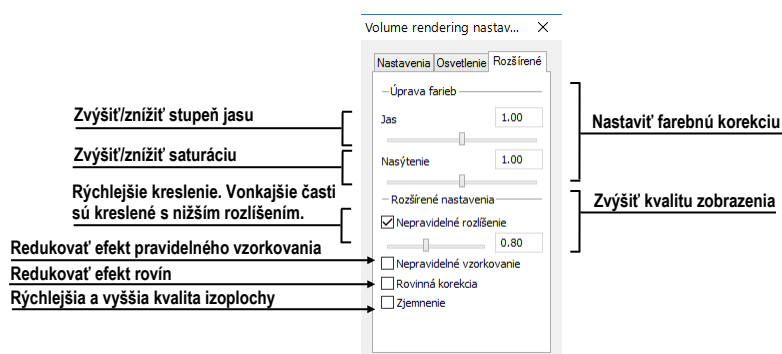 Volume rendering nastav...
Nastavenia Osvetlenie Rozšírené
Úprava farieb
Jas 1.00
Nasýtenie 1.00
Rozšírené nastavenia
Nepravidelné rozlíšenie
0.80
Nepravidelné vzorkovanie
Rovinná korekcia
Zjemnenie
Zvýšiť/znížiť stupeň jasu
Zvýšiť/znížiť saturáciu
Rýchlejšie kreslenie. Vonkajšie časti
sú kreslené s nižším rozlíšením.
Redukovať efekt pravidelného vzorkovania
Redukovať efekt rovín
Rýchlejšia a vyššia kvalita izoplochy
Nastaviť farebnú korekciu
Zvýšiť kvalitu zobrazenia